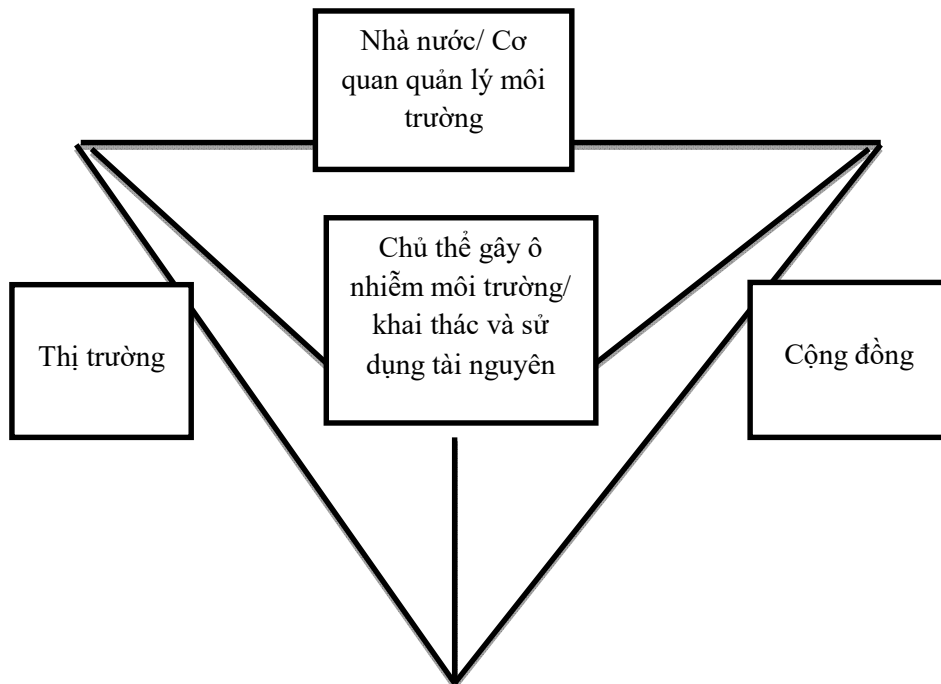 Nhà nước/ Cơ
quan quản lý môi
trường
Chủ thể gây ô
nhiễm môi trường/
khai thác và sử
dụng tài nguyên
Thị trường
Cộng đồng